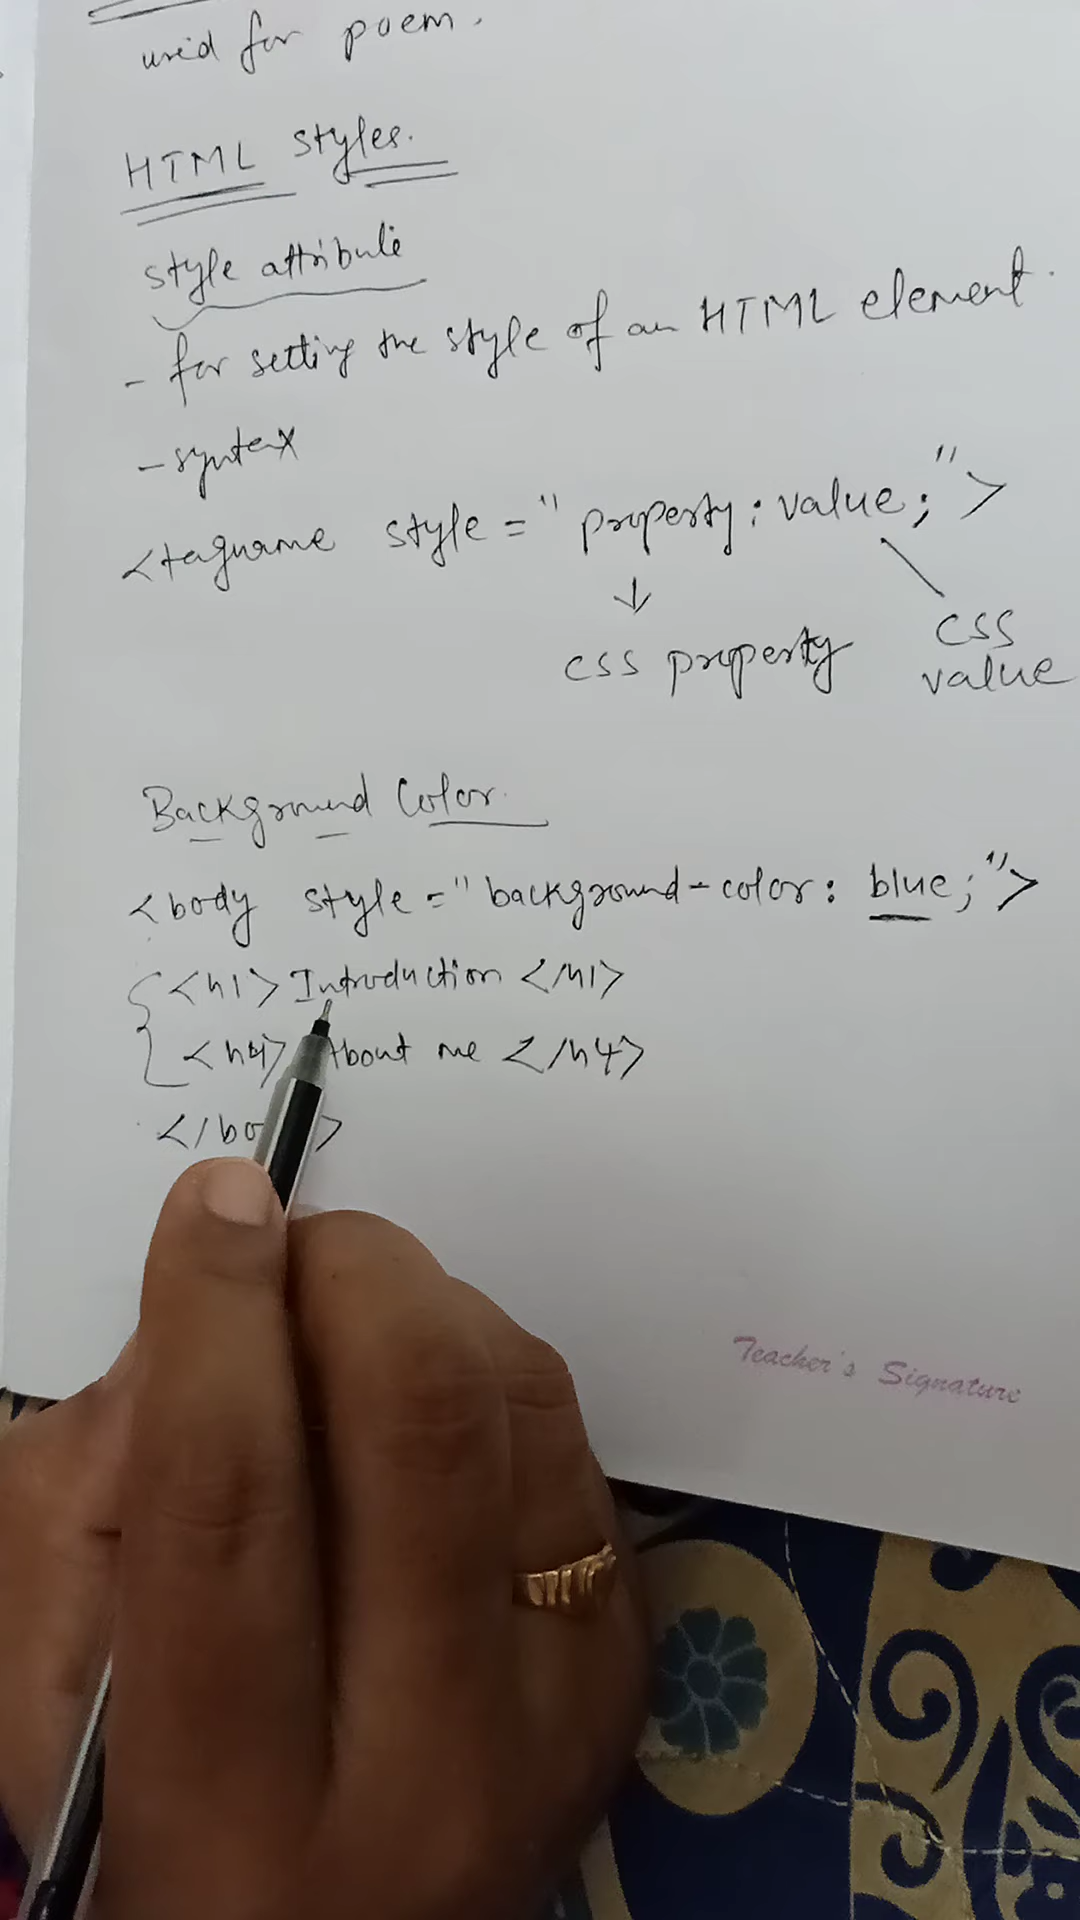 used for poem.
HTML styles.
style attribute
- for setting the style of an HTML element.
- syntax
<tagname style="property: value;">
↓
css property
css
value
Background Color.
<body style="background-color: blue;">
<h1> Introduction </h1>
<h4> About me </h4>
</bo >
Teacher's Signature